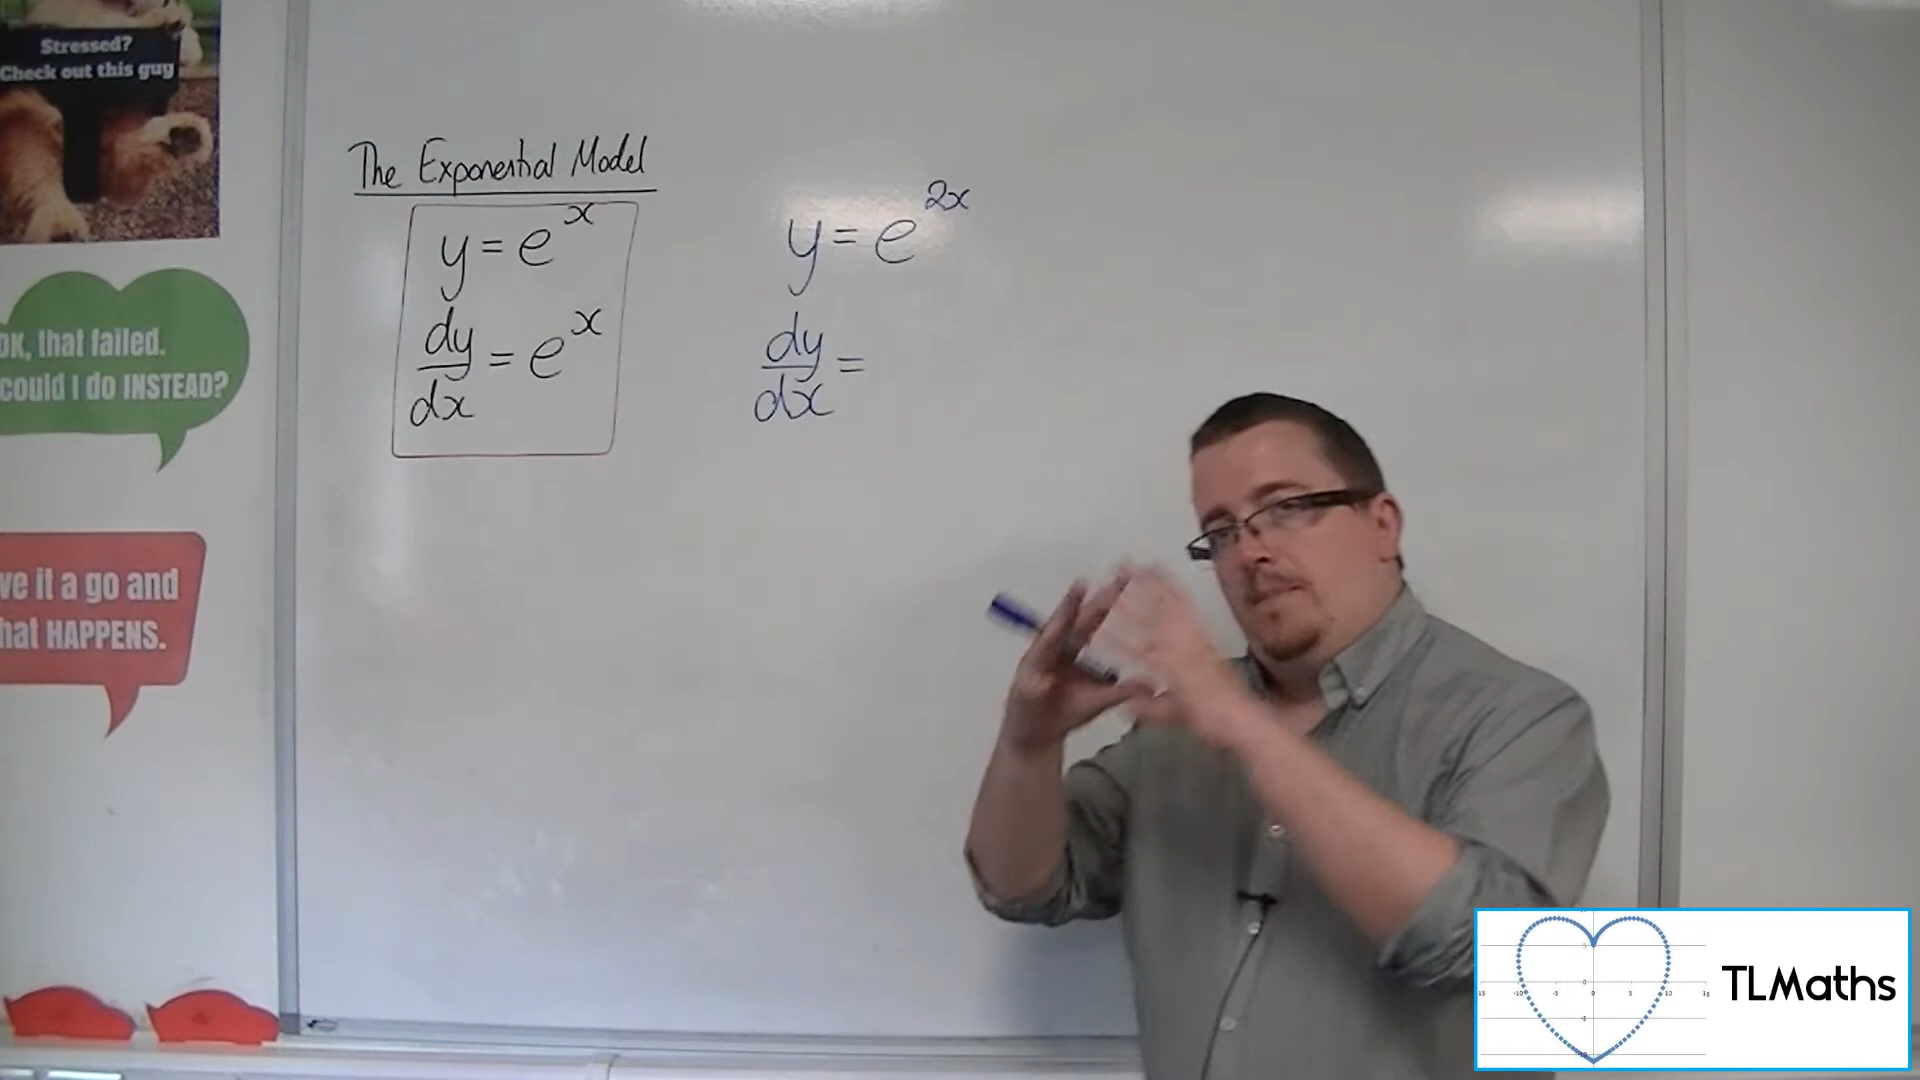 Stressed?
Check out this guy
OK, that failed.
could I do INSTEAD?
ve it a go and
hat HAPPENS.
The Exponential Model
y = e^x
dy/dx = e^x
y = e^2x
dy/dx =
TLMaths